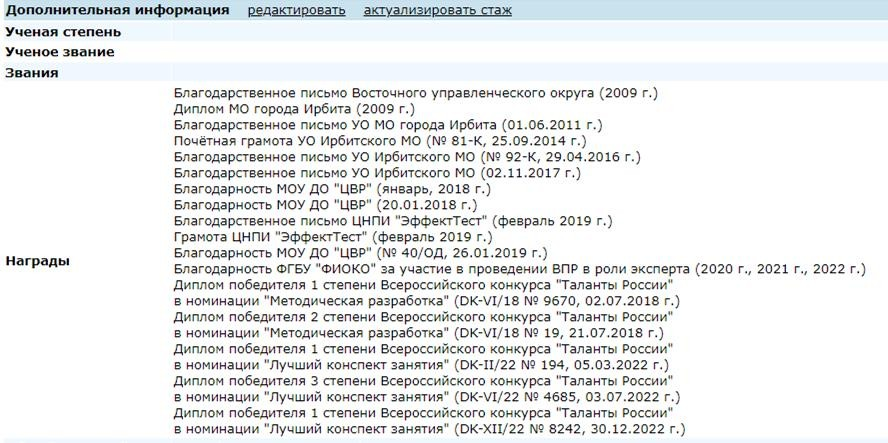 Дополнительная информация редактировать актуализировать стаж
Ученая степень
Ученое звание
Звания
Награды
Благодарственное письмо Восточного управленческого округа (2009 г.)
Диплом МО города Ирбита (2009 г.)
Благодарственное письмо УО МО города Ирбита (01.06.2011 г.)
Почётная грамота УО Ирбитского МО (№ 81-К, 25.09.2014 г.)
Благодарственное письмо УО Ирбитского МО (№ 92-К, 29.04.2016 г.)
Благодарственное письмо УО Ирбитского МО (02.11.2017 г.)
Благодарность МОУ ДО "ЦВР" (январь, 2018 г.)
Благодарность МОУ ДО "ЦВР" (20.01.2018 г.)
Благодарственное письмо ЦНПИ "ЭффектТест" (февраль 2019 г.)
Грамота ЦНПИ "ЭффектТест" (февраль 2019 г.)
Благодарность МОУ ДО "ЦВР" (№ 40/ОД, 26.01.2019 г.)
Благодарность ФГБУ "ФИОКО" за участие в проведении ВПР в роли эксперта (2020 г., 2021 г., 2022 г.)
Диплом победителя 1 степени Всероссийского конкурса "Таланты России"
в номинации "Методическая разработка" (DK-VI/18 № 9670, 02.07.2018 г.)
Диплом победителя 2 степени Всероссийского конкурса "Таланты России"
в номинации "Методическая разработка" (DK-VI/18 № 19, 21.07.2018 г.)
Диплом победителя 1 степени Всероссийского конкурса "Таланты России"
в номинации "Лучший конспект занятия" (DK-II/22 № 194, 05.03.2022 г.)
Диплом победителя 3 степени Всероссийского конкурса "Таланты России"
в номинации "Лучший конспект занятия" (DK-VI/22 № 4685, 03.07.2022 г.)
Диплом победителя 1 степени Всероссийского конкурса "Таланты России"
в номинации "Лучший конспект занятия" (DK-XII/22 № 8242, 30.12.2022 г.)